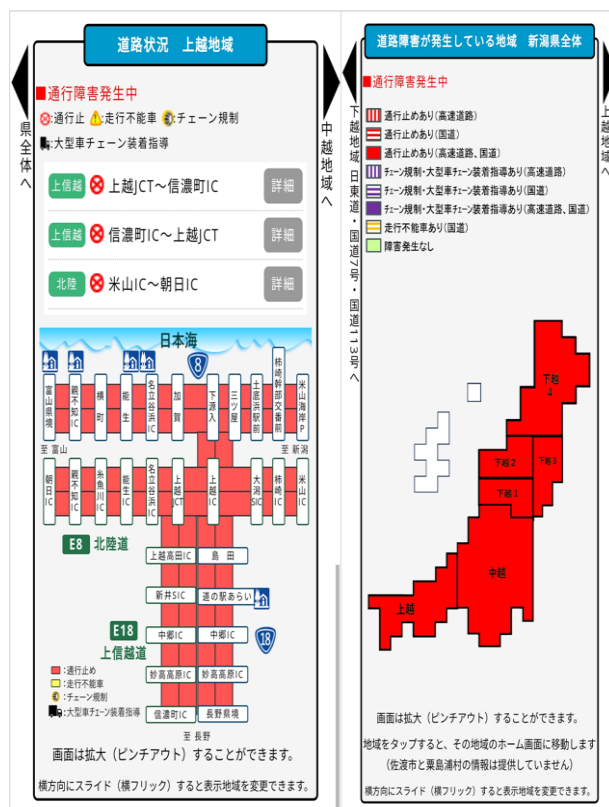 道路状況 上越地域
■通行障害発生中
:通行止 :走行不能車 :チェーン規制
:大型車チェーン装着指導
県全体へ
中越地域へ
上信越 上越JCT～信濃町IC 詳細
上信越 信濃町IC～上越JCT 詳細
北陸 米山IC～朝日IC 詳細
日本海
8
富山県境
親不知IC
横町
能生
名立谷浜IC
加賀
下源入
三ツ屋
土底浜駅前
柿崎幹部交番前
米山海岸P
至 富山
至 新潟
朝日IC
親不知IC
糸魚川IC
能生IC
名立谷浜IC
上越JCT
上越IC
大潟SIC
柿崎IC
米山IC
E8 北陸道
上越高田IC 島田
新井SIC 道の駅あらい
E18 中郷IC 中郷IC 18
上信越道
妙高高原IC 妙高高原IC
信濃町IC 長野県境
至 長野
:通行止め
:走行不能車
:チェーン規制
:大型車チェーン装着指導
画面は拡大（ピンチアウト）することができます。
横方向にスライド（横フリック）すると表示地域を変更できます。
道路障害が発生している地域 新潟県全体
■通行障害発生中
下越地域 日東道・国道7号・国道113号へ
上越地域へ
通行止めあり(高速道路)
通行止めあり(国道)
通行止めあり(高速道路、国道)
チェーン規制・大型車チェーン装着指導あり(高速道路)
チェーン規制・大型車チェーン装着指導あり(国道)
チェーン規制・大型車チェーン装着指導あり(高速道路、国道)
走行不能車あり(国道)
障害発生なし
下越4
下越2
下越3
下越1
中越
上越
画面は拡大（ピンチアウト）することができます。
地域をタップすると、その地域のホーム画面に移動します
（佐渡市と粟島浦村の情報は提供していません）
横方向にスライド（横フリック）すると表示地域を変更できます。